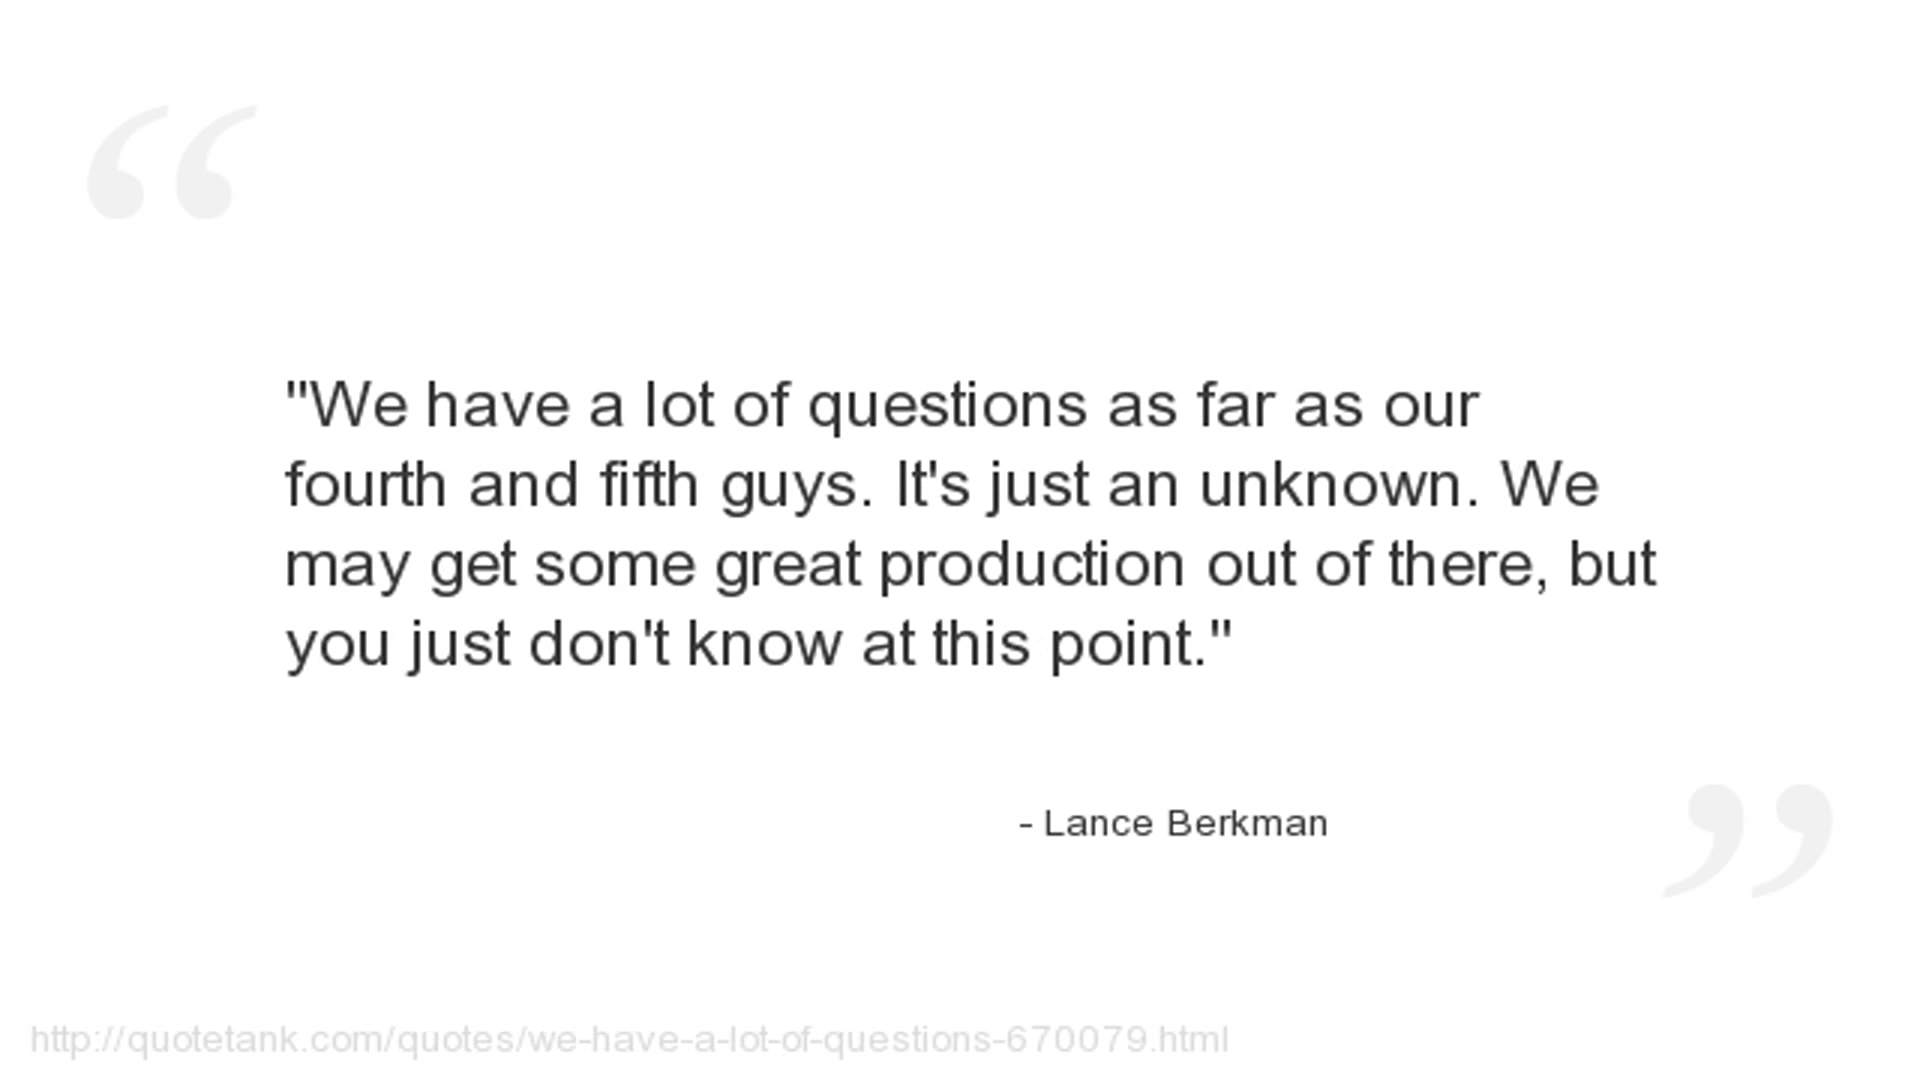 "We have a lot of questions as far as our
fourth and fifth guys. It's just an unknown. We
may get some great production out of there, but
you just don't know at this point."
- Lance Berkman
http://quotetank.com/quotes/we-have-a-lot-of-questions-670079.html